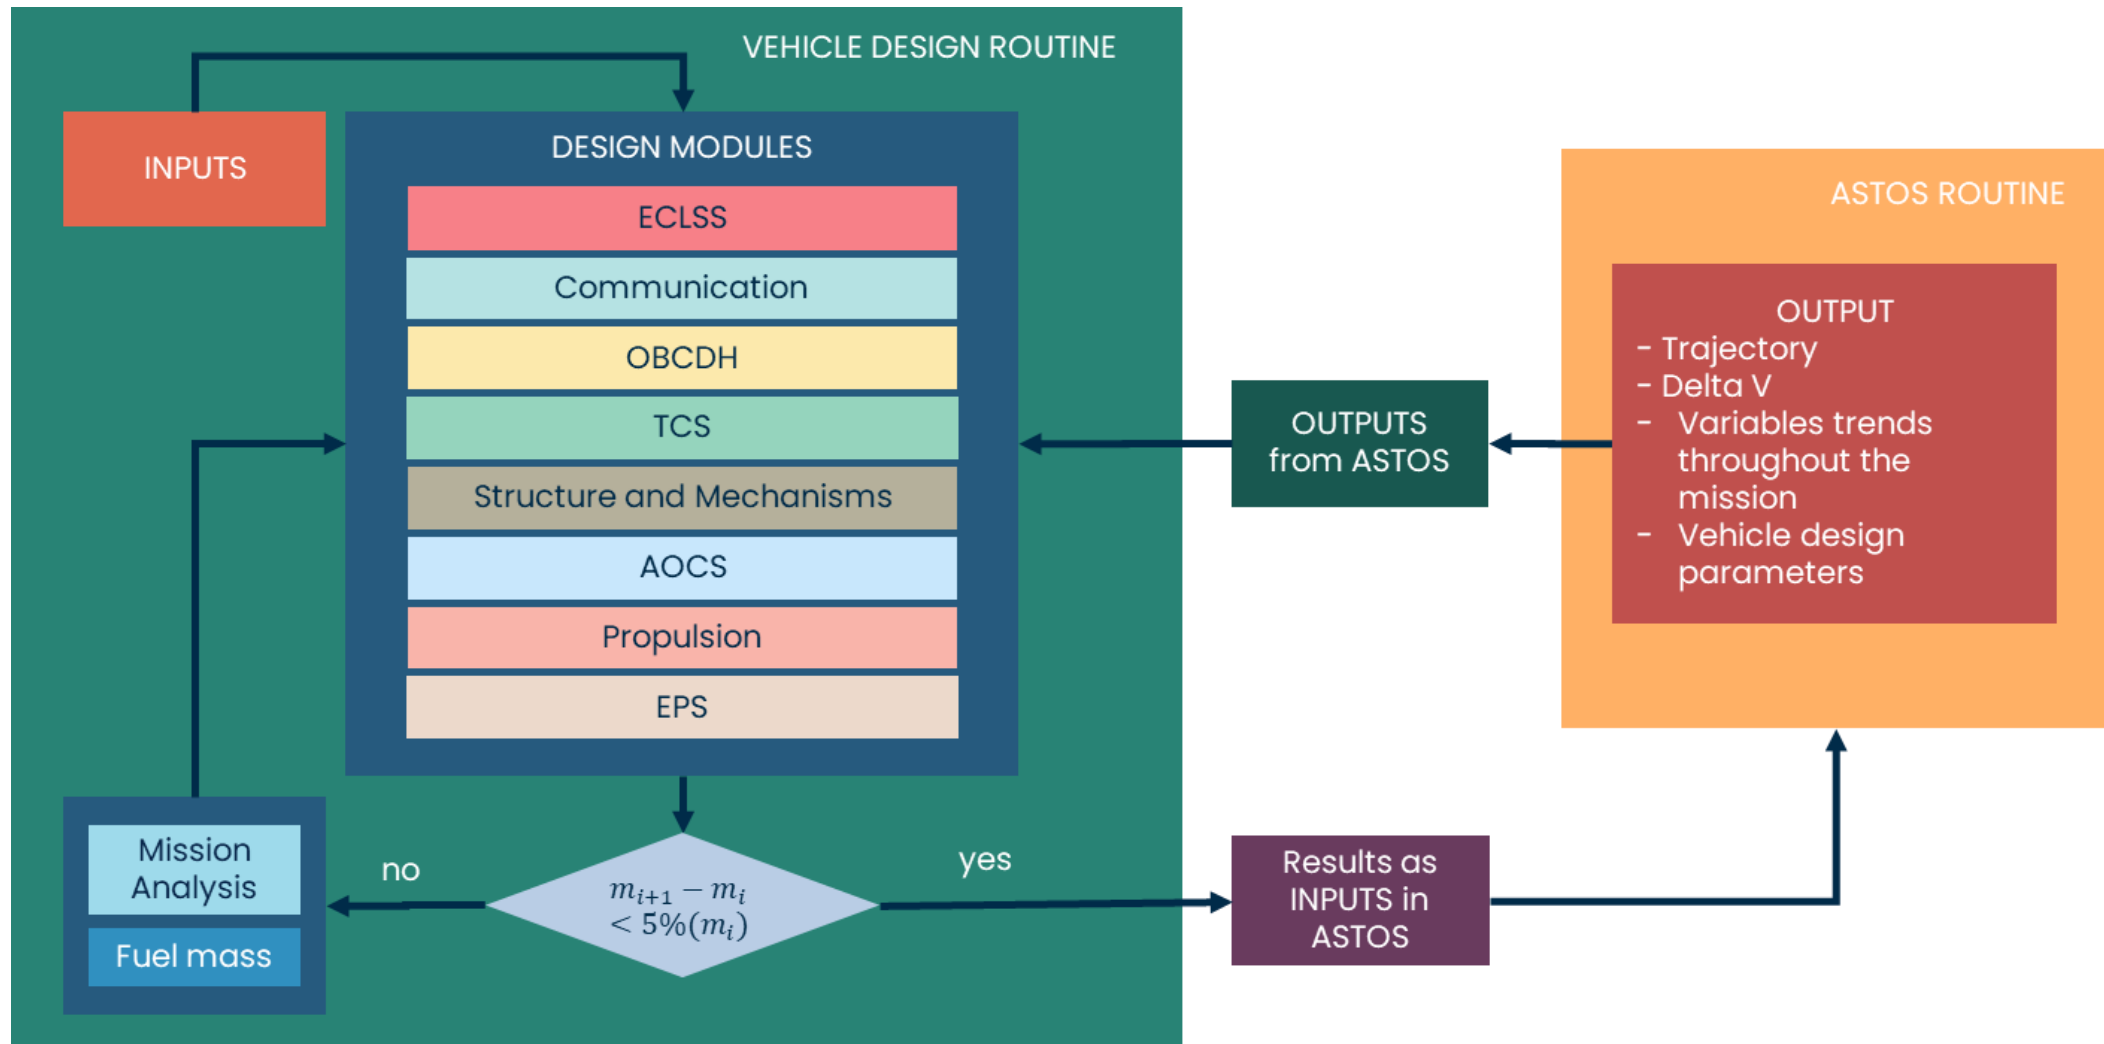 VEHICLE DESIGN ROUTINE
INPUTS
DESIGN MODULES
ECLSS
Communication
OBCDH
TCS
Structure and Mechanisms
AOCS
Propulsion
EPS
Mission
Analysis
Fuel mass
no
$m_{i+1} - m_i$
$< 5\%(m_i)$
yes
Results as
INPUTS in
ASTOS
OUTPUTS
from ASTOS
ASTOS ROUTINE
OUTPUT
- Trajectory
- Delta V
- Variables trends
throughout the
mission
- Vehicle design
parameters